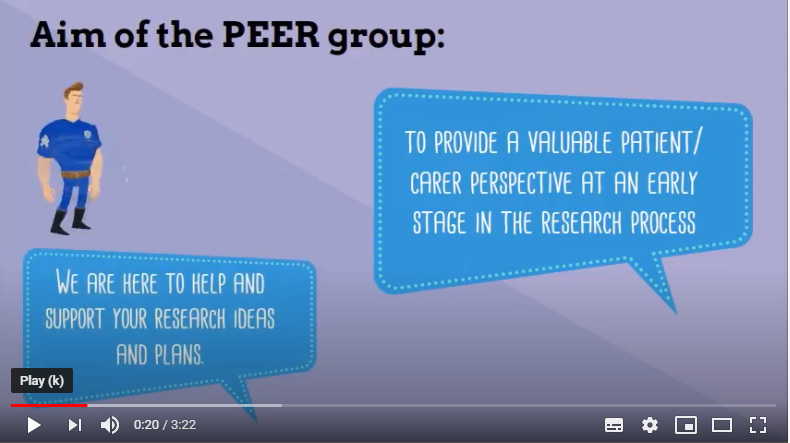 Aim of the PEER group:
TO PROVIDE A VALUABLE PATIENT/
CARER PERSPECTIVE AT AN EARLY
STAGE IN THE RESEARCH PROCESS
WE ARE HERE TO HELP AND
SUPPORT YOUR RESEARCH IDEAS
AND PLANS.
Play (k)
0:20 / 3:22